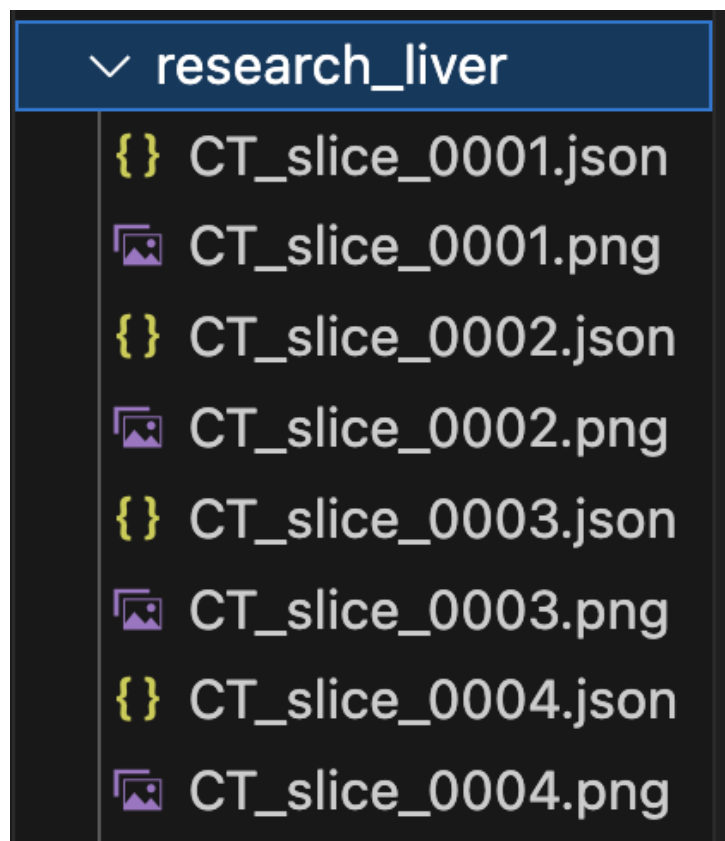 research_liver
CT_slice_0001.json
CT_slice_0001.png
CT_slice_0002.json
CT_slice_0002.png
CT_slice_0003.json
CT_slice_0003.png
CT_slice_0004.json
CT_slice_0004.png